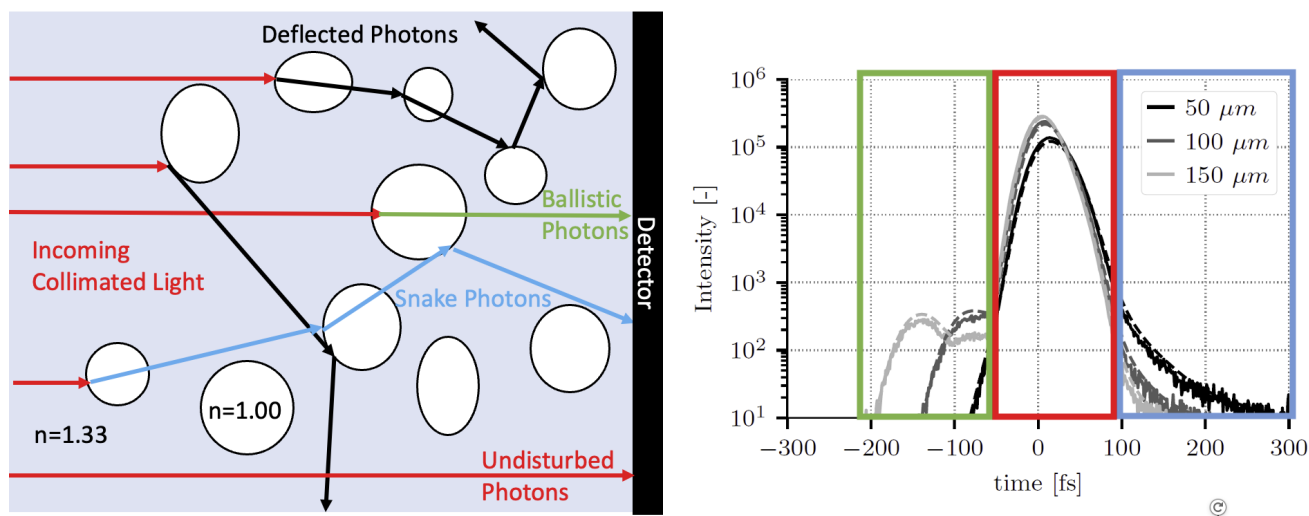 Deflected Photons
Ballistic
Photons
Incoming
Collimated Light
Snake Photons
n=1.00
n=1.33
Undisturbed
Photons
Detector
Intensity [-]
10⁶
10⁵
10⁴
10³
10²
10¹
50 μm
100 μm
150 μm
−300
−200
−100
0
100
200
300
time [fs]